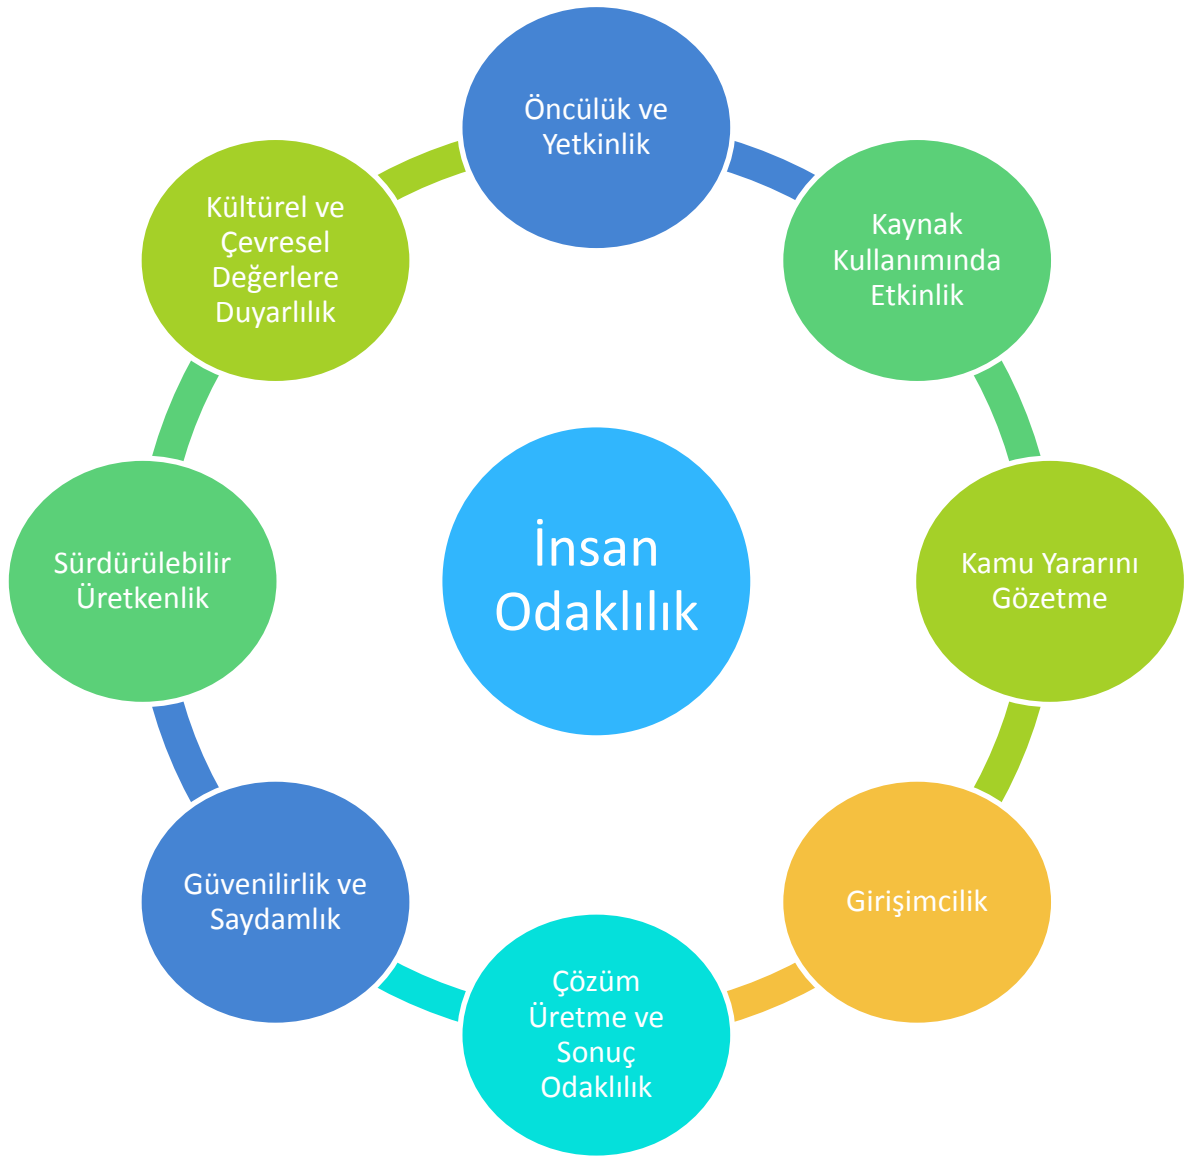 Öncülük ve
Yetkinlik
Kaynak
Kullanımında
Etkinlik
Kamu Yararını
Gözetme
Girişimcilik
Çözüm
Üretme ve
Sonuç
Odaklılık
Güvenilirlik ve
Saydamlık
Sürdürülebilir
Üretkenlik
Kültürel ve
Çevresel
Değerlere
Duyarlılık
İnsan
Odaklılık